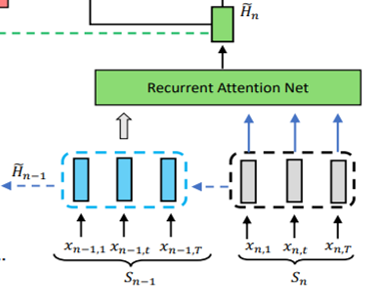 H̃ₙ
Recurrent Attention Net
H̃ₙ₋₁
xₙ₋₁,₁ xₙ₋₁,ₜ xₙ₋₁,T xₙ,₁ xₙ,ₜ xₙ,T
..
Sₙ₋₁ Sₙ